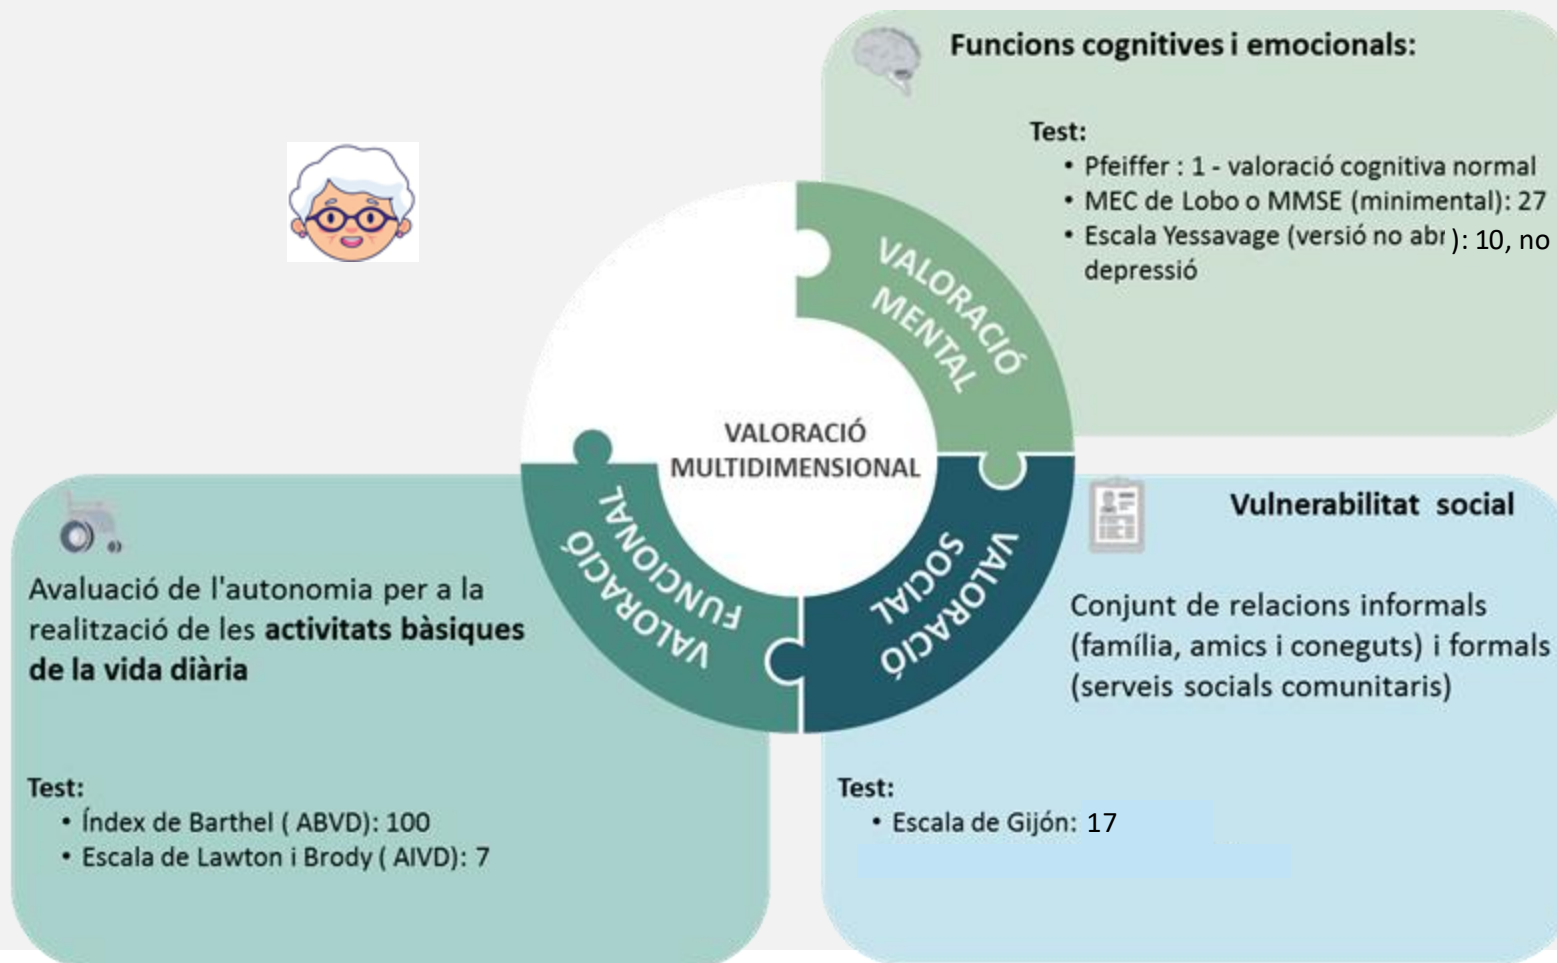 Funcions cognitives i emocionals:
Test:
• Pfeiffer : 1 - valoració cognitiva normal
• MEC de Lobo o MMSE (minimental): 27
• Escala Yessavage (versió no abr ): 10, no
depressió
VALORACIÓ
MENTAL
VALORACIÓ
MULTIDIMENSIONAL
VALORACIÓ
FUNCIONAL
VALORACIÓ
SOCIAL
Avaluació de l'autonomia per a la
realització de les activitats bàsiques
de la vida diària
Test:
• Índex de Barthel ( ABVD): 100
• Escala de Lawton i Brody ( AIVD): 7
Vulnerabilitat social
Conjunt de relacions informals
(família, amics i coneguts) i formals
(serveis socials comunitaris)
Test:
• Escala de Gijón: 17